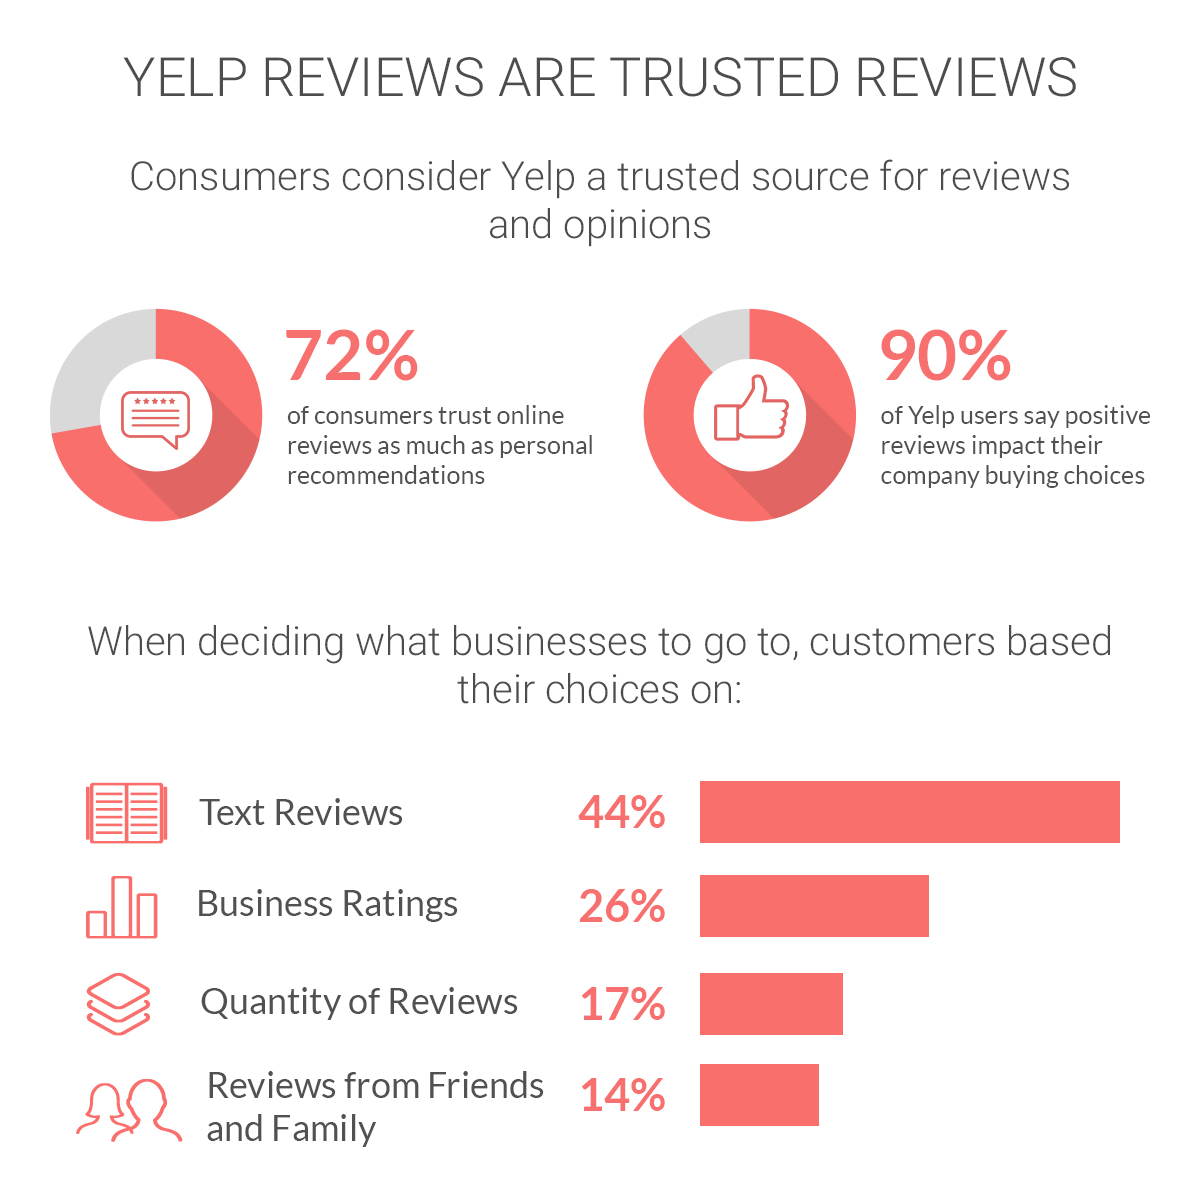 YELP REVIEWS ARE TRUSTED REVIEWS
Consumers consider Yelp a trusted source for reviews
and opinions
72%
of consumers trust online
reviews as much as personal
recommendations
90%
of Yelp users say positive
reviews impact their
company buying choices
When deciding what businesses to go to, customers based
their choices on:
Text Reviews 44%
Business Ratings 26%
Quantity of Reviews 17%
Reviews from Friends
and Family 14%